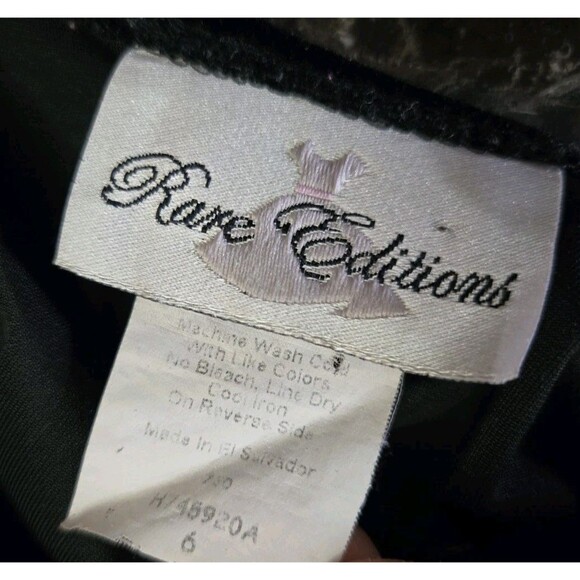 Rare Editions
Machine Wash Cold
With Like Colors
No Bleach, Line Dry
Cool Iron
On Reverse Side
Made In El Salvador
6